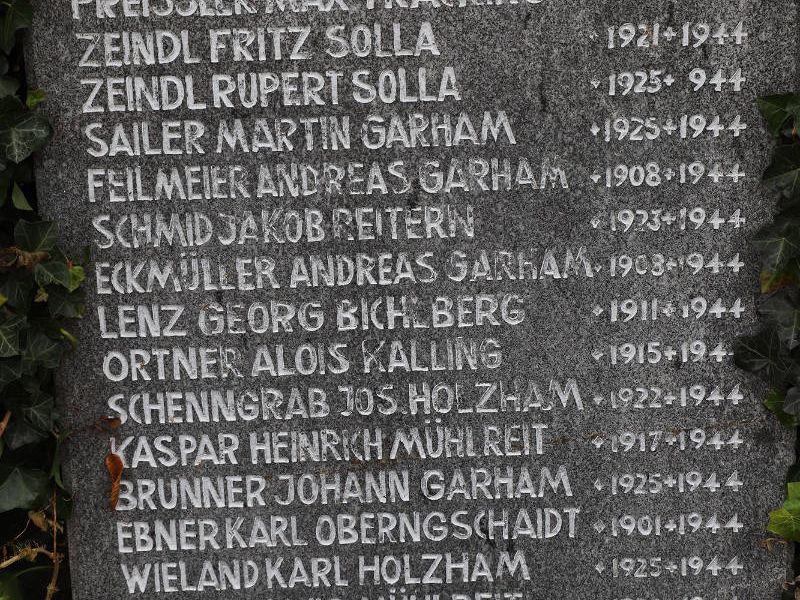 PREISSLER MAX
ZEINDL FRITZ SOLLA * 1921 + 1944
ZEINDL RUPERT SOLLA * 1925 + 944
SAILER MARTIN GARHAM * 1925 + 1944
FEILMEIER ANDREAS GARHAM * 1908 + 1944
SCHMID JAKOB REITERN * 1923 + 1944
ECKMÜLLER ANDREAS GARHAM * 1908 + 1944
LENZ GEORG BICHLBERG * 1911 + 1944
ORTNER ALOIS KALLING * 1915 + 194
SCHENNGRAB JOS. HOLZHAM * 1922 + 1944
KASPAR HEINRICH MÜHLREIT * 1917 + 1944
BRUNNER JOHANN GARHAM * 1925 + 1944
EBNER KARL OBERNGSCHAIDT * 1901 + 1944
WIELAND KARL HOLZHAM * 1925 + 1944
MÜHLREIT